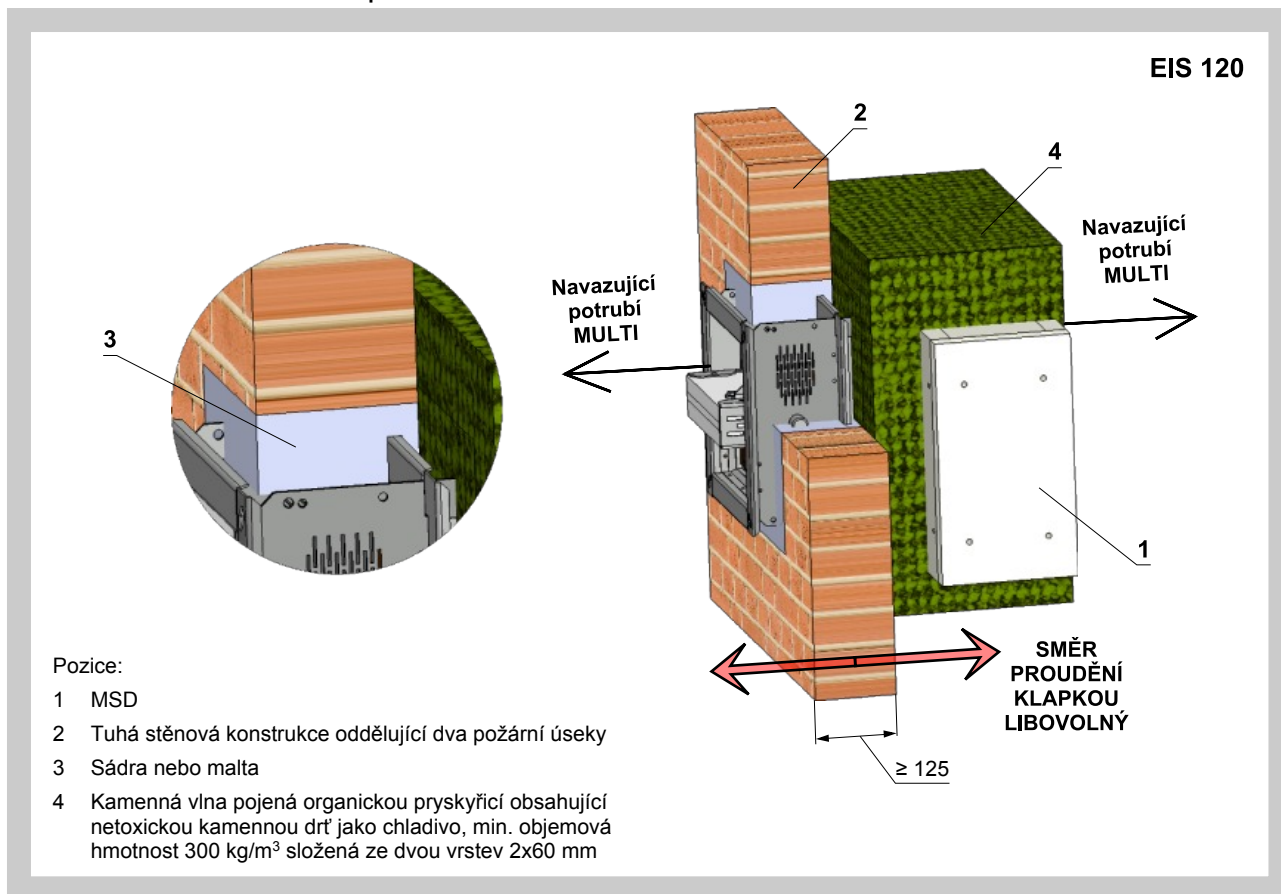 EIS 120
2
4
Navazující
potrubí
MULTI
Navazující
potrubí
MULTI
3
1
SMĚR
PROUDĚNÍ
KLAPKOU
LIBOVOLNÝ
≥ 125
Pozice:
1 MSD
2 Tuhá stěnová konstrukce oddělující dva požární úseky
3 Sádra nebo malta
4 Kamenná vlna pojená organickou pryskyřicí obsahující
netoxickou kamennou drť jako chladivo, min. objemová
hmotnost 300 kg/m³ složená ze dvou vrstev 2x60 mm